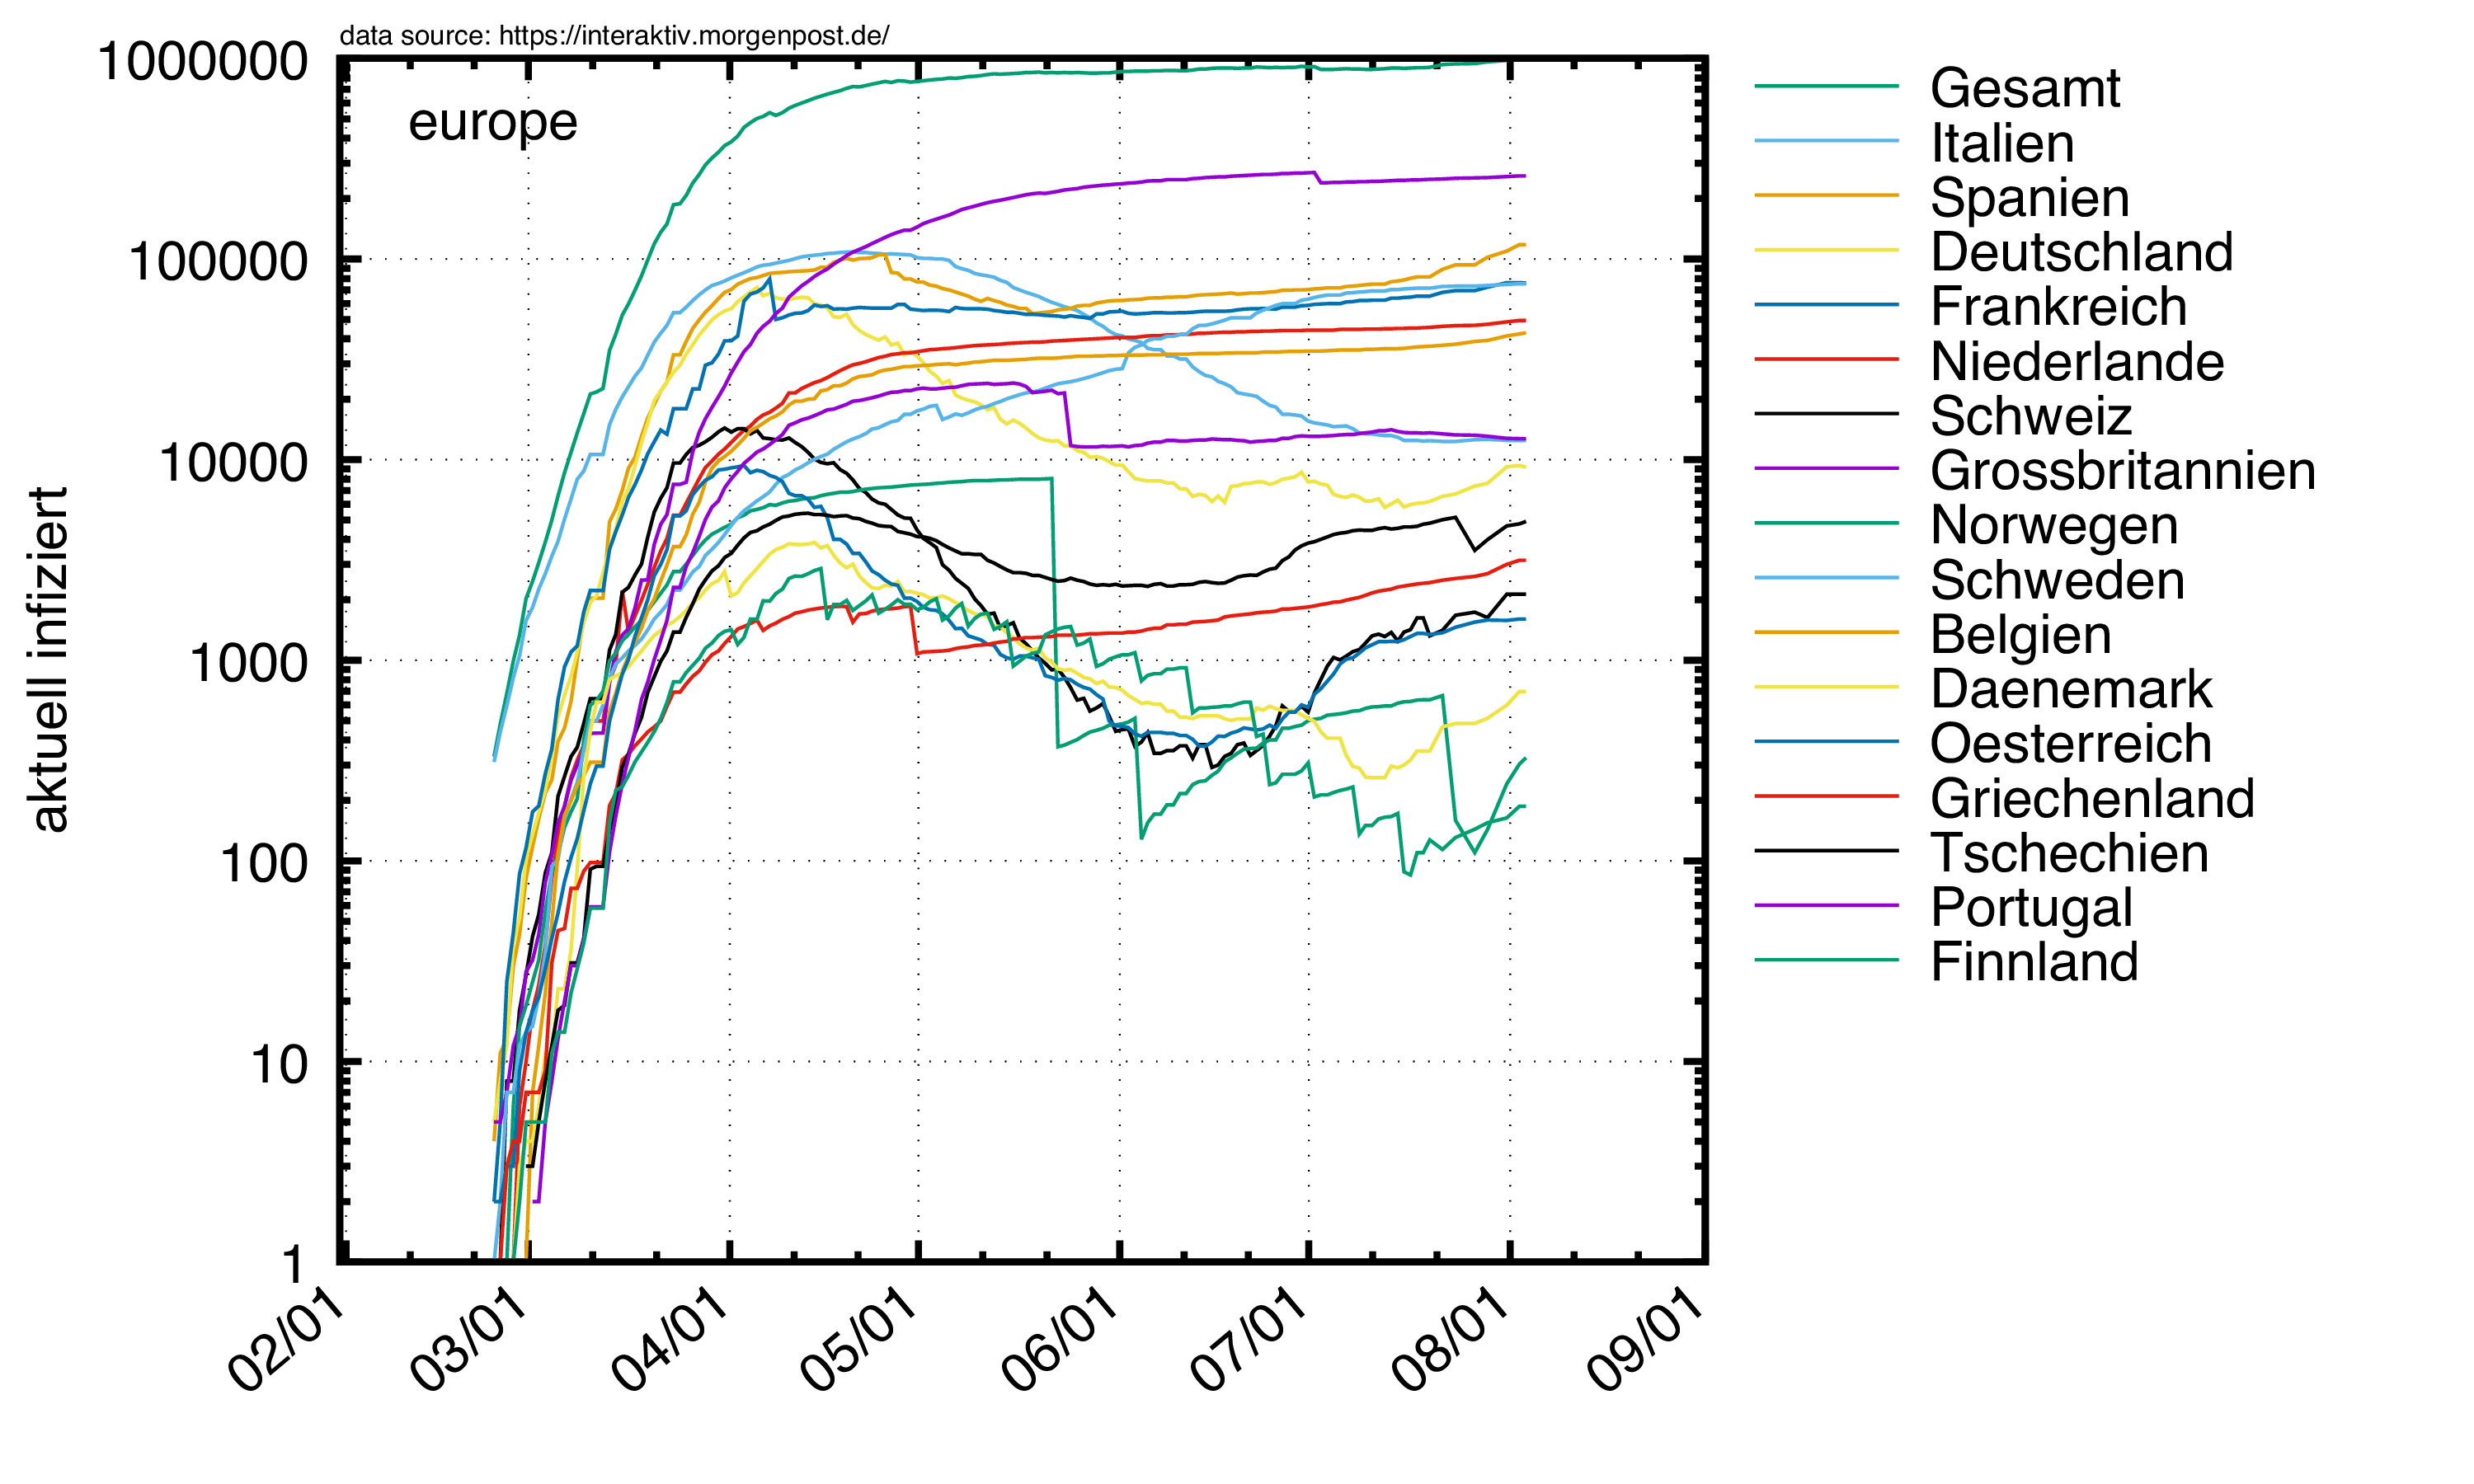 data source: https://interaktiv.morgenpost.de/
europe
aktuell infiziert
1000000
100000
10000
1000
100
10
1
02/01
03/01
04/01
05/01
06/01
07/01
08/01
09/01
Gesamt
Italien
Spanien
Deutschland
Frankreich
Niederlande
Schweiz
Grossbritannien
Norwegen
Schweden
Belgien
Daenemark
Oesterreich
Griechenland
Tschechien
Portugal
Finnland